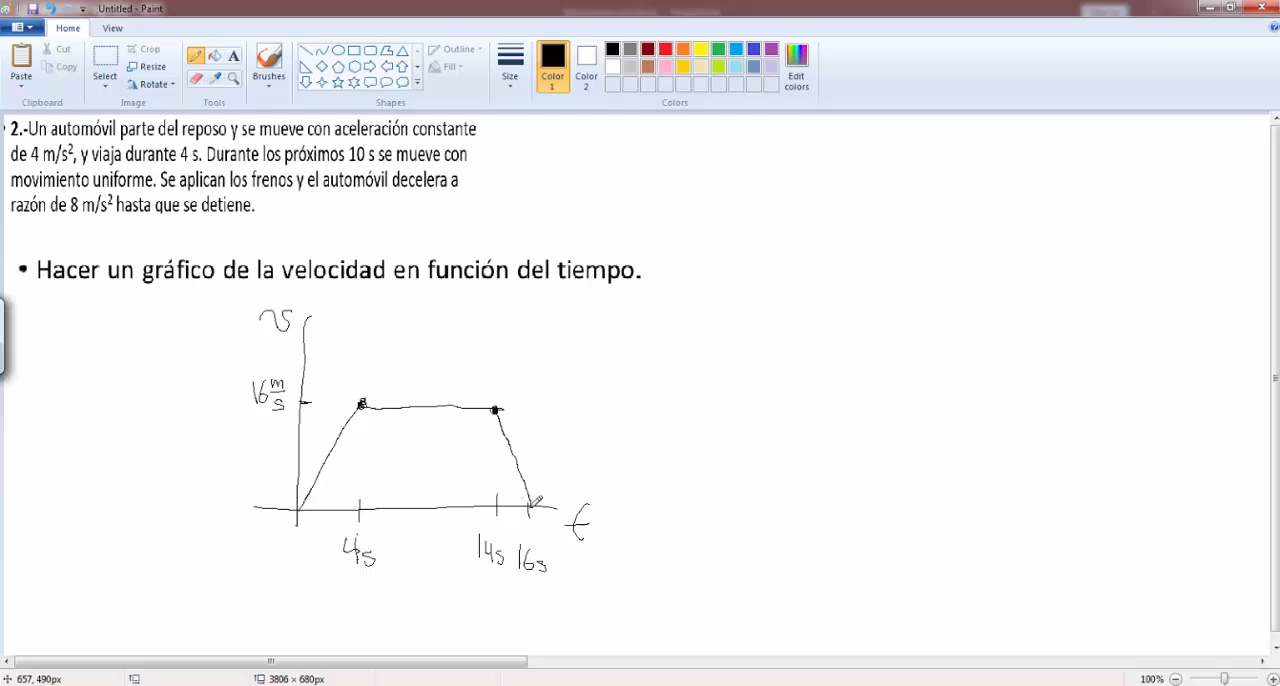 Untitled - Paint
Home
View
Paste
Cut
Copy
Clipboard
Select
Crop
Resize
Rotate
Image
Tools
Brushes
Shapes
Outline
Fill
Size
Color 1
Color 2
Edit colors
Colors
2.-Un automóvil parte del reposo y se mueve con aceleración constante
de 4 m/s², y viaja durante 4 s. Durante los próximos 10 s se mueve con
movimiento uniforme. Se aplican los frenos y el automóvil decelera a
razón de 8 m/s² hasta que se detiene.
• Hacer un gráfico de la velocidad en función del tiempo.
v
16 m/s
t
4s
14s
16s
657, 490px
3806 × 680px
100%